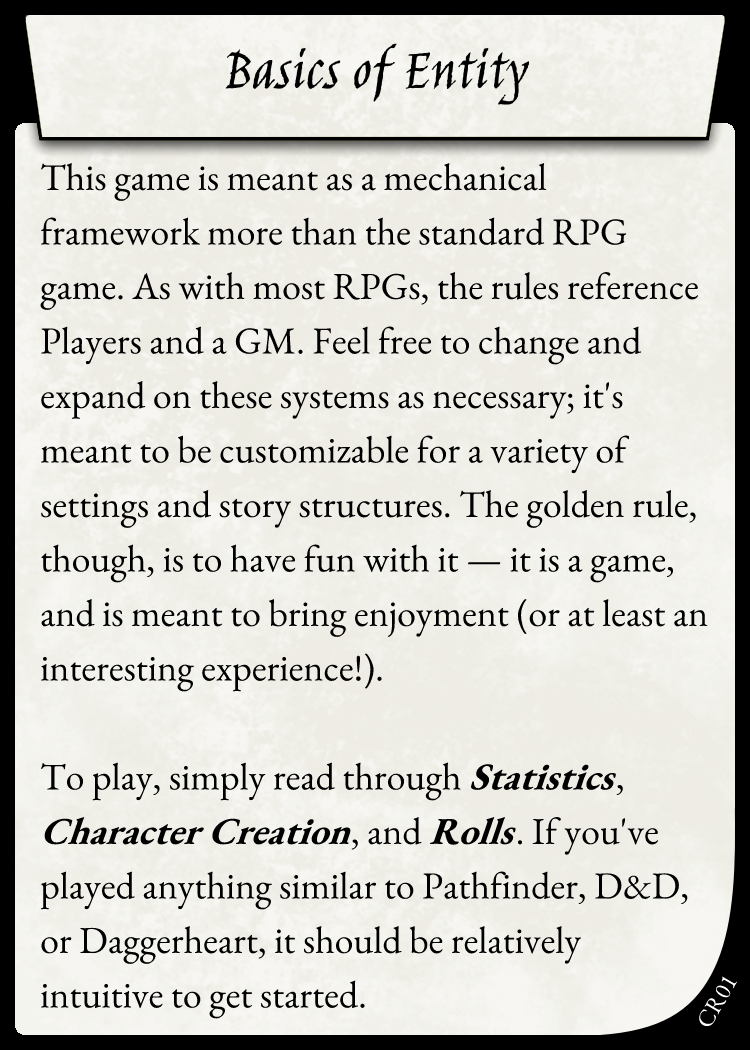 Basics of Entity
This game is meant as a mechanical
framework more than the standard RPG
game. As with most RPGs, the rules reference
Players and a GM. Feel free to change and
expand on these systems as necessary; it's
meant to be customizable for a variety of
settings and story structures. The golden rule,
though, is to have fun with it — it is a game,
and is meant to bring enjoyment (or at least an
interesting experience!).
To play, simply read through Statistics,
Character Creation, and Rolls. If you've
played anything similar to Pathfinder, D&D,
or Daggerheart, it should be relatively
intuitive to get started.
CR01